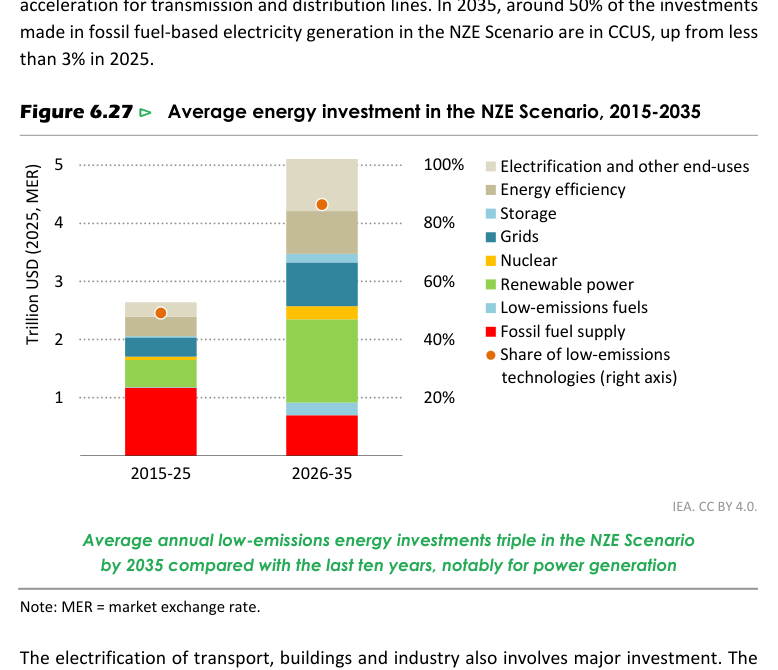 acceleration for transmission and distribution lines. In 2035, around 50% of the investments
made in fossil fuel-based electricity generation in the NZE Scenario are in CCUS, up from less
than 3% in 2025.
Figure 6.27 ⊳ Average energy investment in the NZE Scenario, 2015-2035
Trillion USD (2025, MER)
5
4
3
2
1
2015-25
2026-35
100%
80%
60%
40%
20%
Electrification and other end-uses
Energy efficiency
Storage
Grids
Nuclear
Renewable power
Low-emissions fuels
Fossil fuel supply
Share of low-emissions
technologies (right axis)
IEA. CC BY 4.0.
Average annual low-emissions energy investments triple in the NZE Scenario
by 2035 compared with the last ten years, notably for power generation
Note: MER = market exchange rate.
The electrification of transport, buildings and industry also involves major investment. The